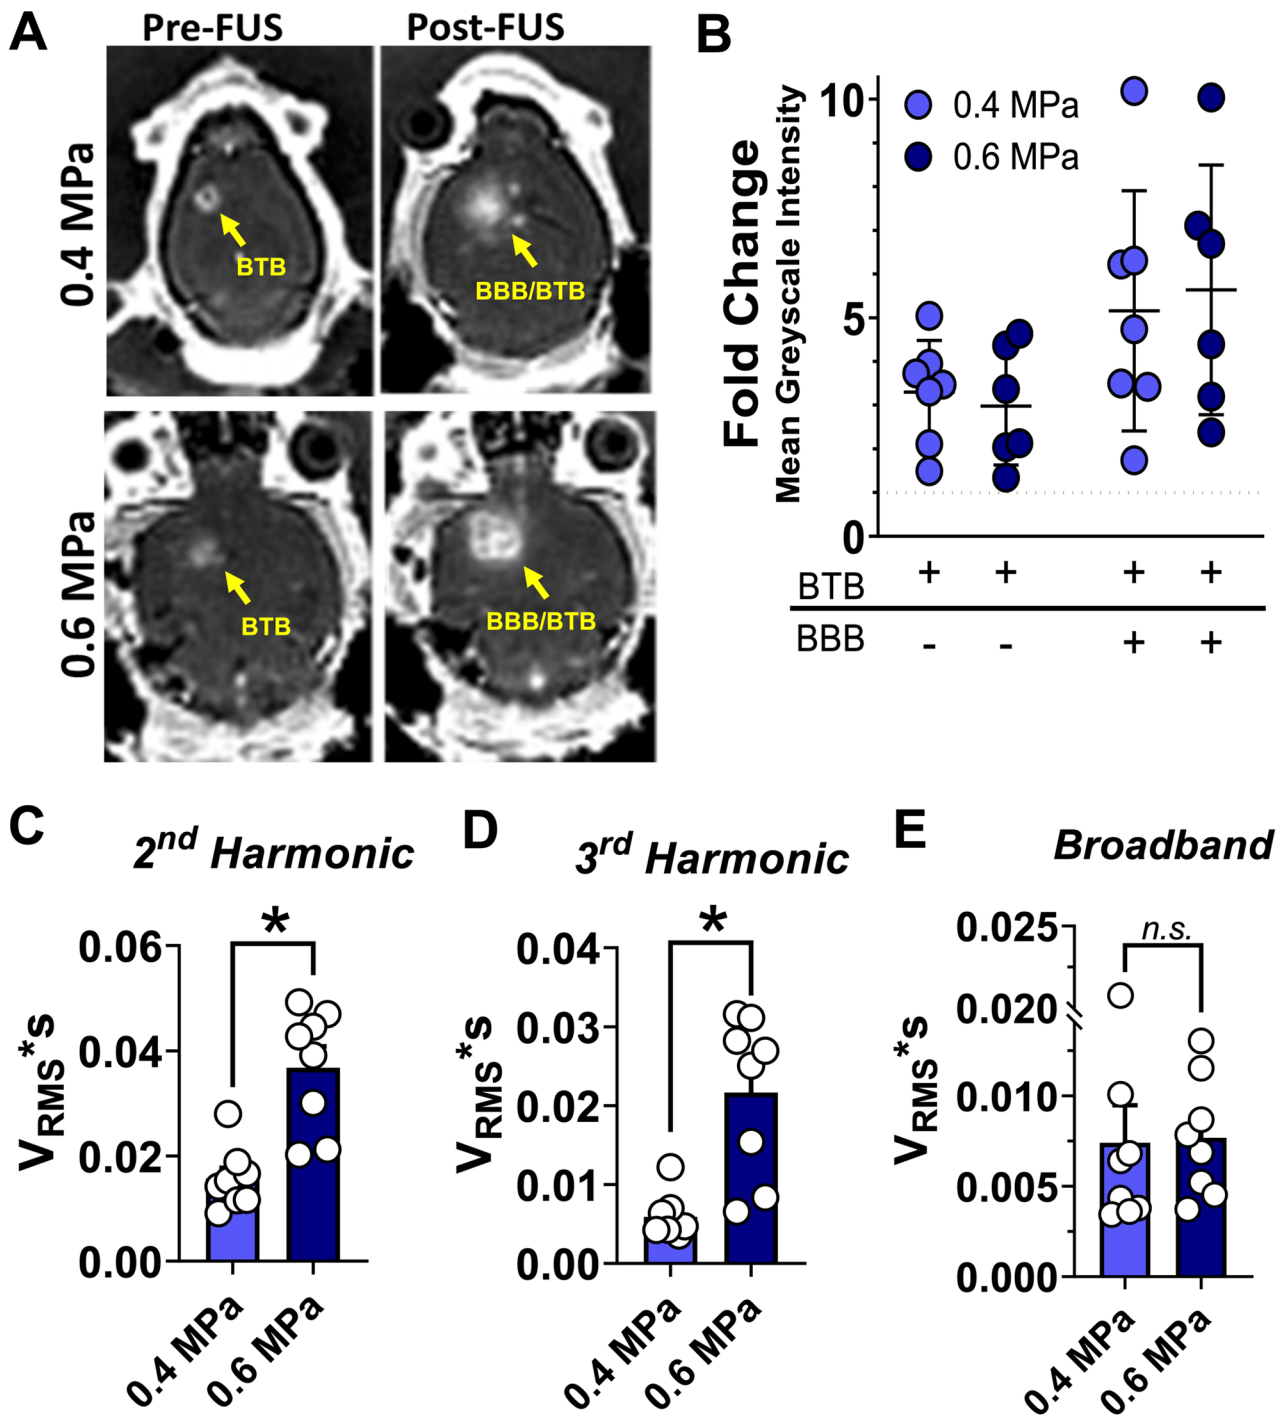 A
Pre-FUS
Post-FUS
0.4 MPa
BTB
BBB/BTB
0.6 MPa
BTB
BBB/BTB
B
Fold Change
Mean Greyscale Intensity
10
5
0
0.4 MPa
0.6 MPa
BTB + + + +
BBB - - + +
C
2nd Harmonic
*
VRMS*s
0.06
0.04
0.02
0.00
0.4 MPa
0.6 MPa
D
3rd Harmonic
*
VRMS*s
0.04
0.03
0.02
0.01
0.00
0.4 MPa
0.6 MPa
E
Broadband
n.s.
VRMS*s
0.025
0.020
0.010
0.005
0.000
0.4 MPa
0.6 MPa